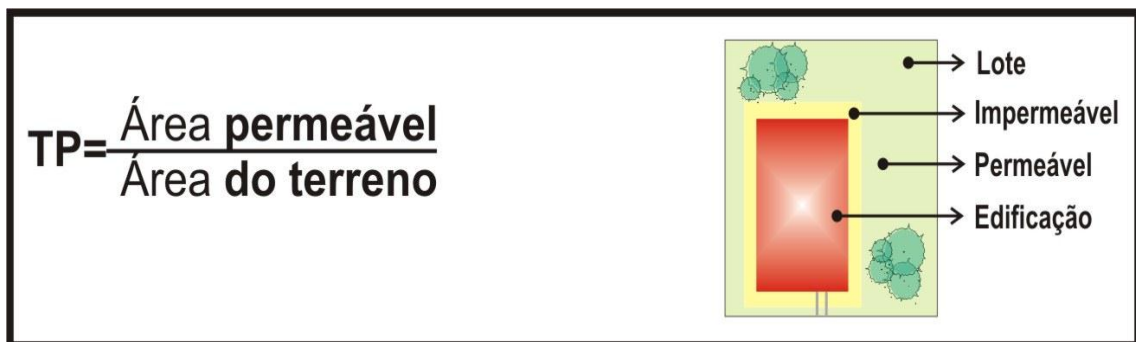 TP= Área permeável
Área do terreno
Lote
Impermeável
Permeável
Edificação